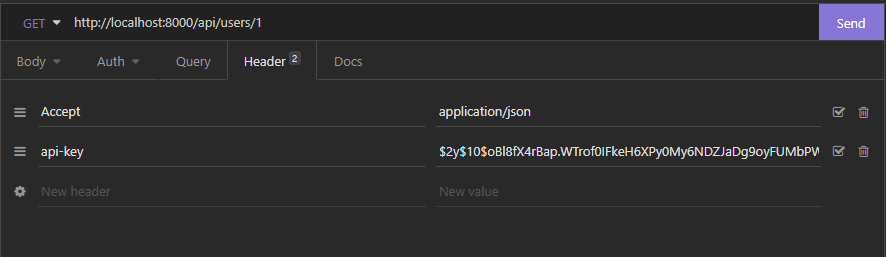 GET http://localhost:8000/api/users/1 Send
Body Auth Query Header 2 Docs
Accept application/json
api-key $2y$10$oBl8fX4rBap.WTrof0IFkeH6XPy0My6NDZJaDg9oyFUMbPW
New header New value